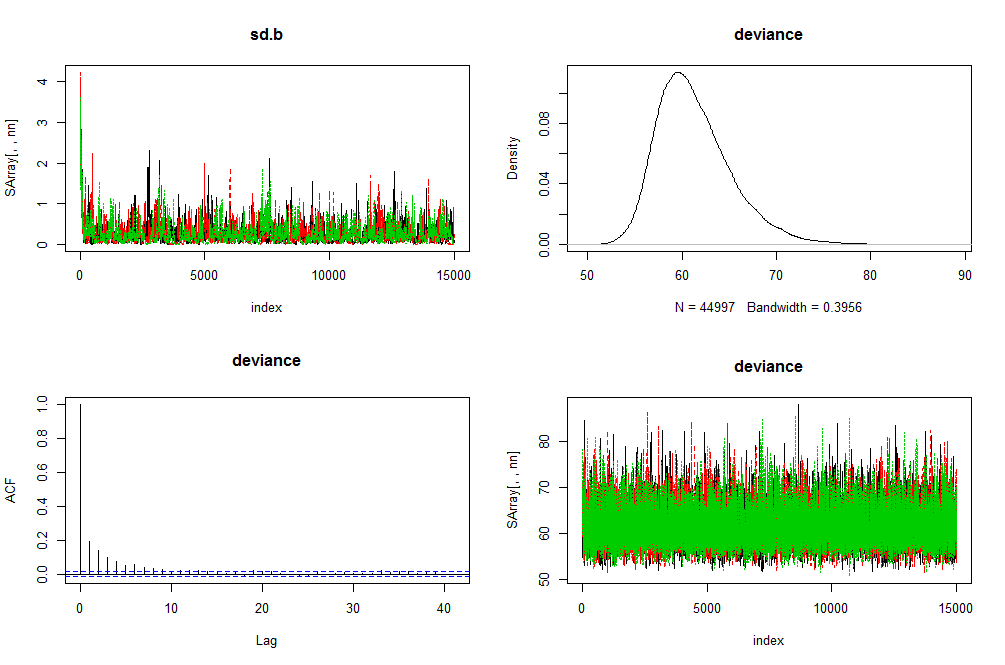 sd.b
SArray[, , nn]
4
3
2
1
0
0 5000 10000 15000
index
deviance
Density
0.08
0.04
0.00
50 60 70 80 90
N = 44997 Bandwidth = 0.3956
deviance
ACF
1.0
0.8
0.6
0.4
0.2
0.0
0 10 20 30 40
Lag
deviance
SArray[, , nn]
80
70
60
50
0 5000 10000 15000
index